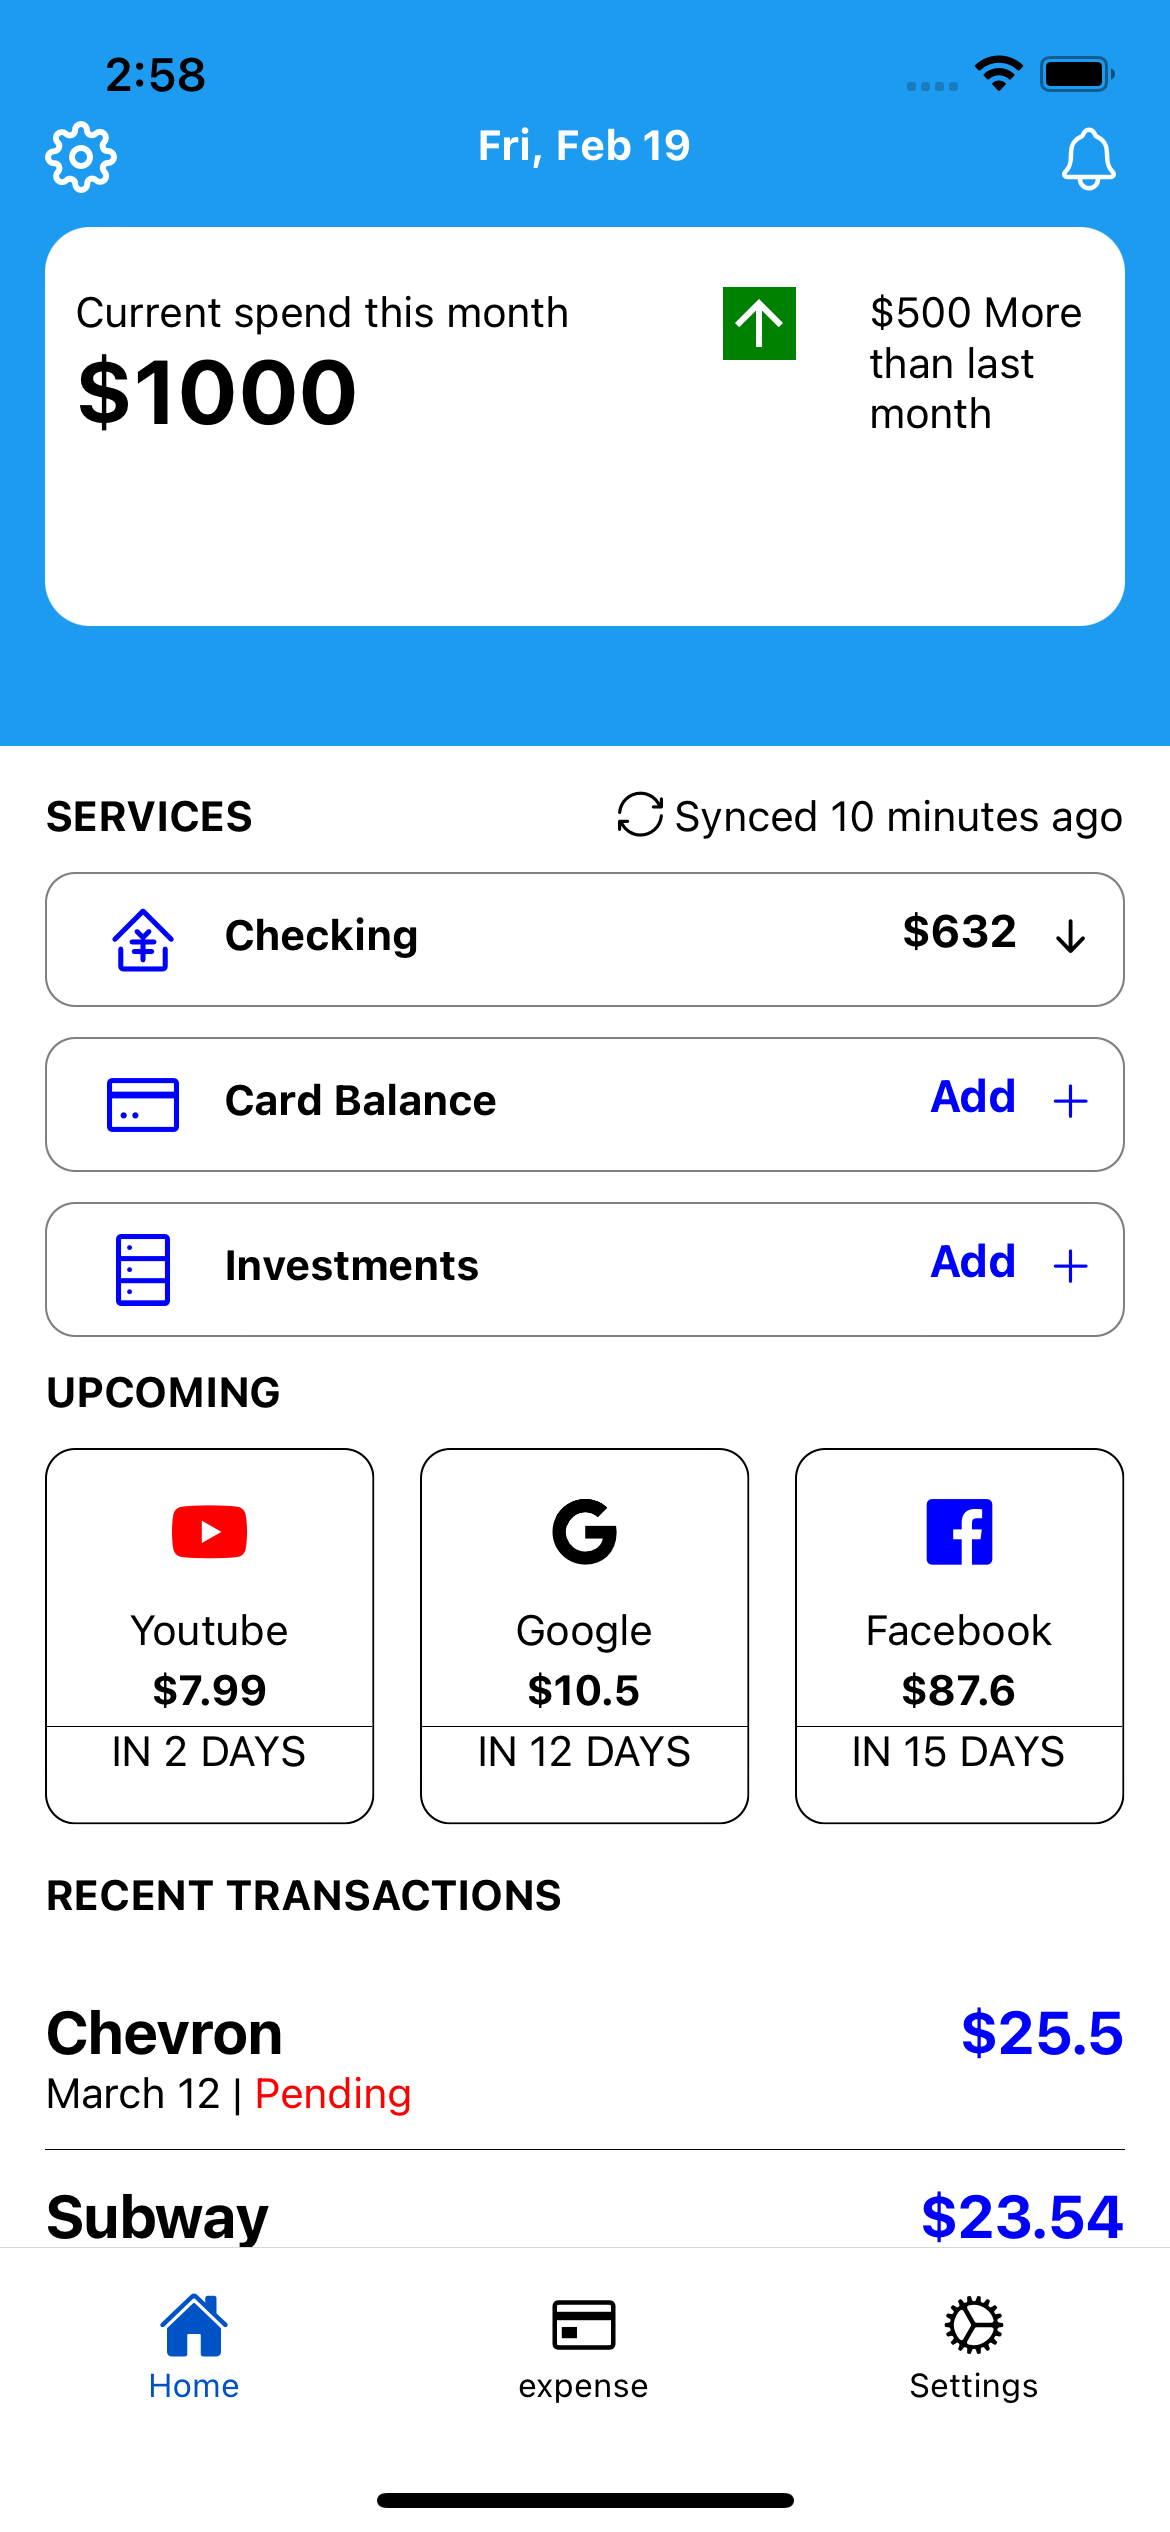 2:58
Fri, Feb 19
Current spend this month
$1000
$500 More
than last
month
SERVICES
Synced 10 minutes ago
Checking
$632
Card Balance
Add
Investments
Add
UPCOMING
Youtube
$7.99
IN 2 DAYS
Google
$10.5
IN 12 DAYS
Facebook
$87.6
IN 15 DAYS
RECENT TRANSACTIONS
Chevron
$25.5
March 12 | Pending
Subway
$23.54
Home
expense
Settings